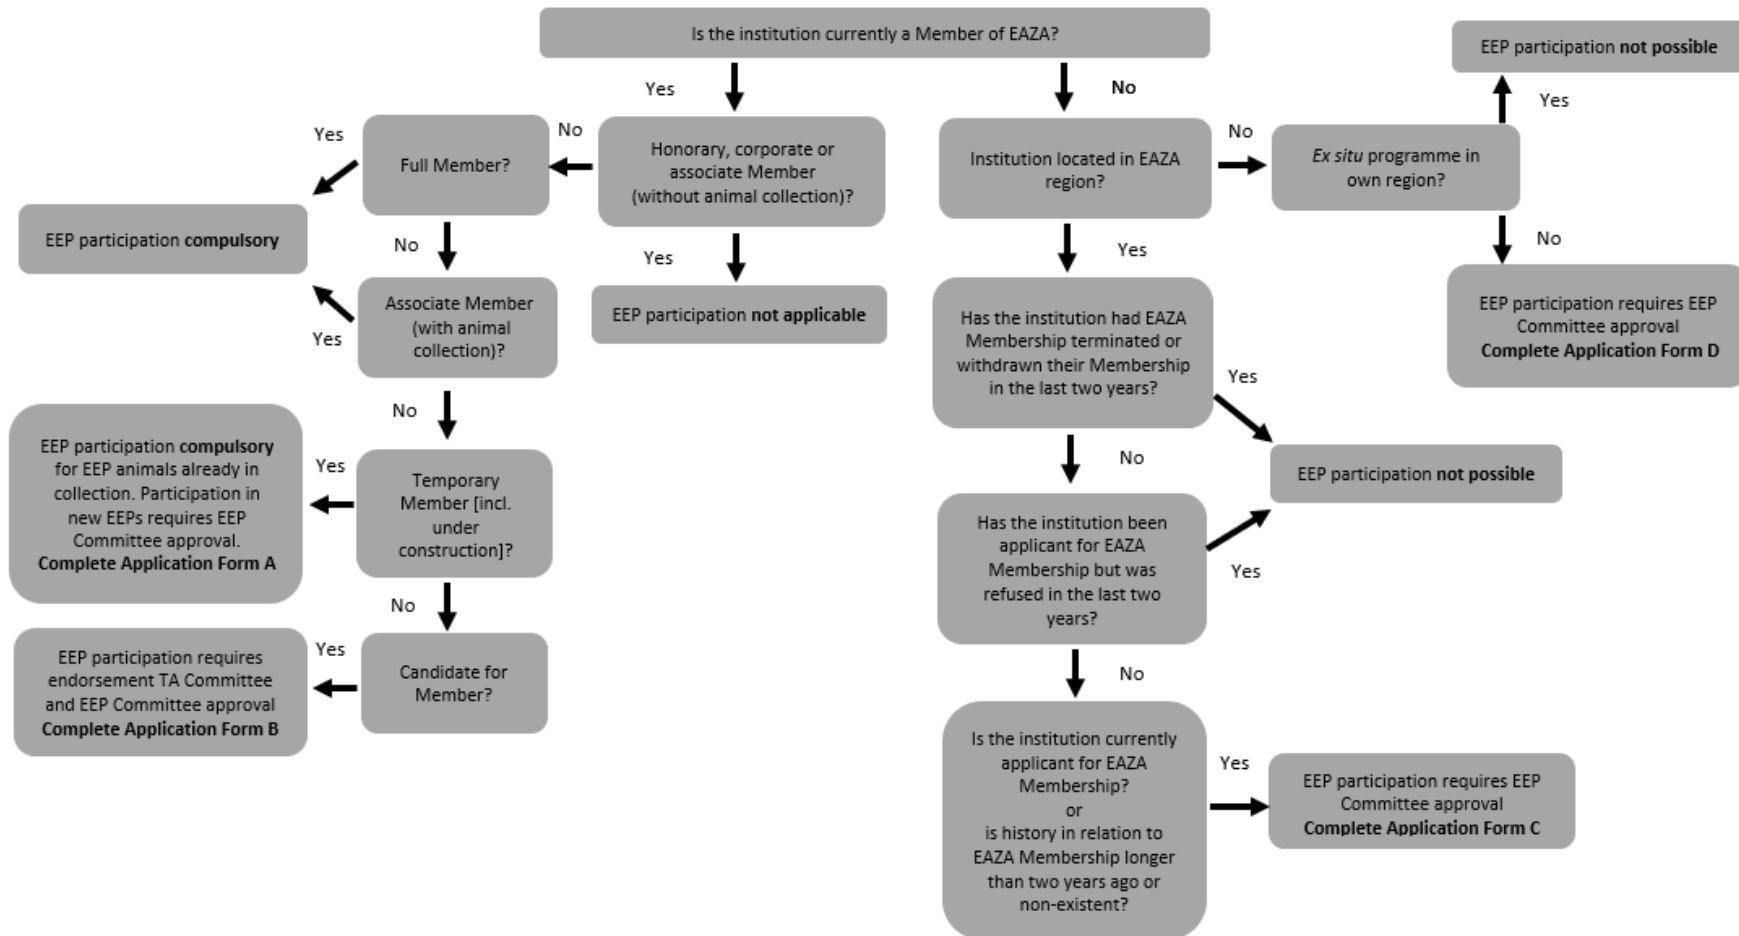 Is the institution currently a Member of EAZA?
Yes
No
Honorary, corporate or
associate Member
(without animal collection)?
No
Full Member?
Yes
EEP participation compulsory
Yes
EEP participation not applicable
No
Associate Member
(with animal
collection)?
Yes
No
Temporary
Member [incl.
under
construction]?
Yes
EEP participation compulsory
for EEP animals already in
collection. Participation in
new EEPs requires EEP
Committee approval.
Complete Application Form A
No
Candidate for
Member?
Yes
EEP participation requires
endorsement TA Committee
and EEP Committee approval
Complete Application Form B
Institution located in EAZA
region?
No
Ex situ programme in
own region?
Yes
EEP participation not possible
No
EEP participation requires EEP
Committee approval
Complete Application Form D
Yes
Has the institution had EAZA
Membership terminated or
withdrawn their Membership
in the last two years?
Yes
EEP participation not possible
No
Has the institution been
applicant for EAZA
Membership but was
refused in the last two
years?
Yes
No
Is the institution currently
applicant for EAZA
Membership?
or
is history in relation to
EAZA Membership longer
than two years ago or
non-existent?
Yes
EEP participation requires EEP
Committee approval
Complete Application Form C